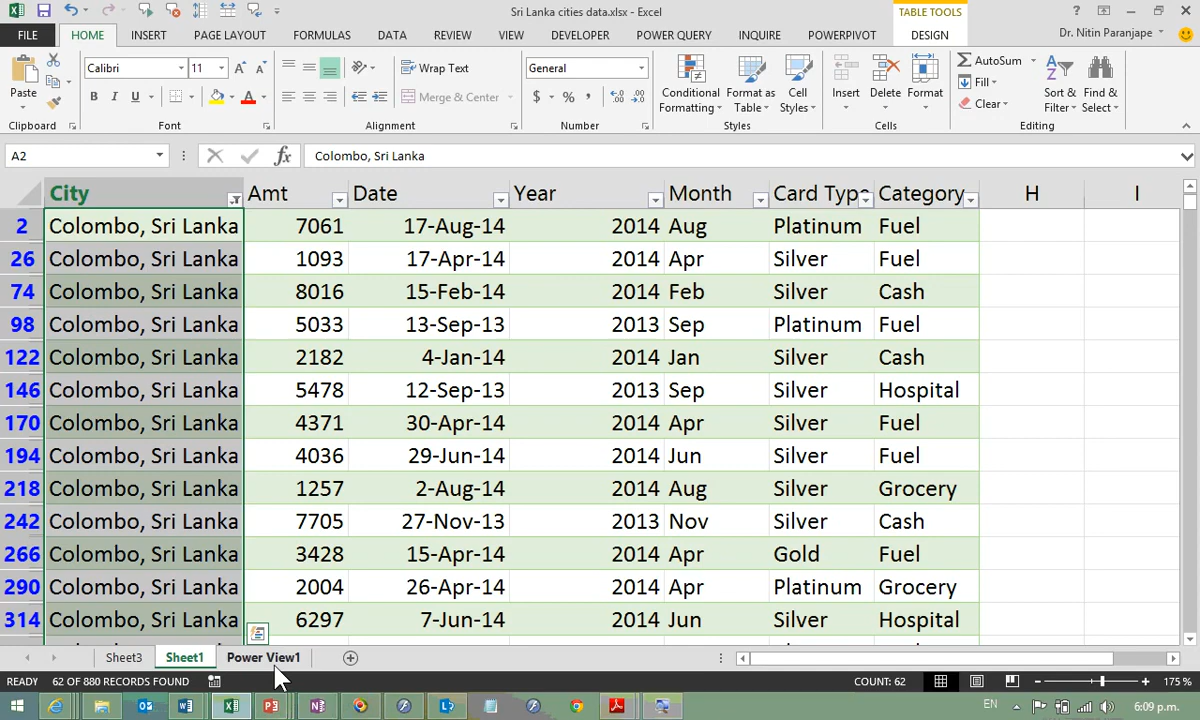 Sri Lanka cities data.xlsx - Excel
TABLE TOOLS
?
FILE HOME INSERT PAGE LAYOUT FORMULAS DATA REVIEW VIEW DEVELOPER POWER QUERY INQUIRE POWERPIVOT DESIGN
Dr. Nitin Paranjape
Paste
Calibri 11
B I U
Wrap Text
Merge & Center
General
$ % ,
Conditional Formatting
Format as Table
Cell Styles
Insert Delete Format
AutoSum
Fill
Clear
Sort & Filter
Find & Select
Clipboard Font Alignment Number Styles Cells Editing
A2 fx Colombo, Sri Lanka
City Amt Date Year Month Card Typ Category H I
2 Colombo, Sri Lanka 7061 17-Aug-14 2014 Aug Platinum Fuel
26 Colombo, Sri Lanka 1093 17-Apr-14 2014 Apr Silver Fuel
74 Colombo, Sri Lanka 8016 15-Feb-14 2014 Feb Silver Cash
98 Colombo, Sri Lanka 5033 13-Sep-13 2013 Sep Platinum Fuel
122 Colombo, Sri Lanka 2182 4-Jan-14 2014 Jan Silver Cash
146 Colombo, Sri Lanka 5478 12-Sep-13 2013 Sep Silver Hospital
170 Colombo, Sri Lanka 4371 30-Apr-14 2014 Apr Silver Fuel
194 Colombo, Sri Lanka 4036 29-Jun-14 2014 Jun Silver Fuel
218 Colombo, Sri Lanka 1257 2-Aug-14 2014 Aug Silver Grocery
242 Colombo, Sri Lanka 7705 27-Nov-13 2013 Nov Silver Cash
266 Colombo, Sri Lanka 3428 15-Apr-14 2014 Apr Gold Fuel
290 Colombo, Sri Lanka 2004 26-Apr-14 2014 Apr Platinum Grocery
314 Colombo, Sri Lanka 6297 7-Jun-14 2014 Jun Silver Hospital
Sheet3 Sheet1 Power View1
READY 62 OF 880 RECORDS FOUND COUNT: 62 175 %
EN 6:09 p.m.